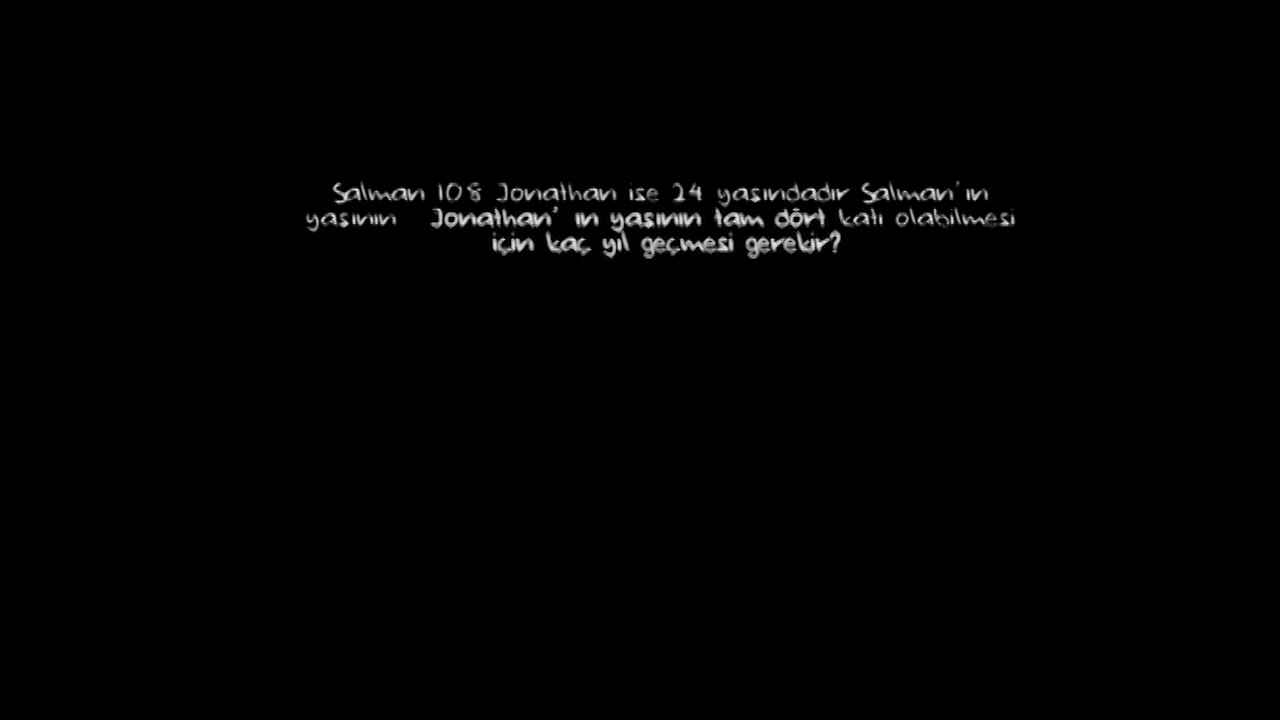 Salman 108 Jonathan ise 24 yaşındadır Salman'ın
yaşının Jonathan' ın yaşının tam dört katı olabilmesi
için kaç yıl geçmesi gerekir?